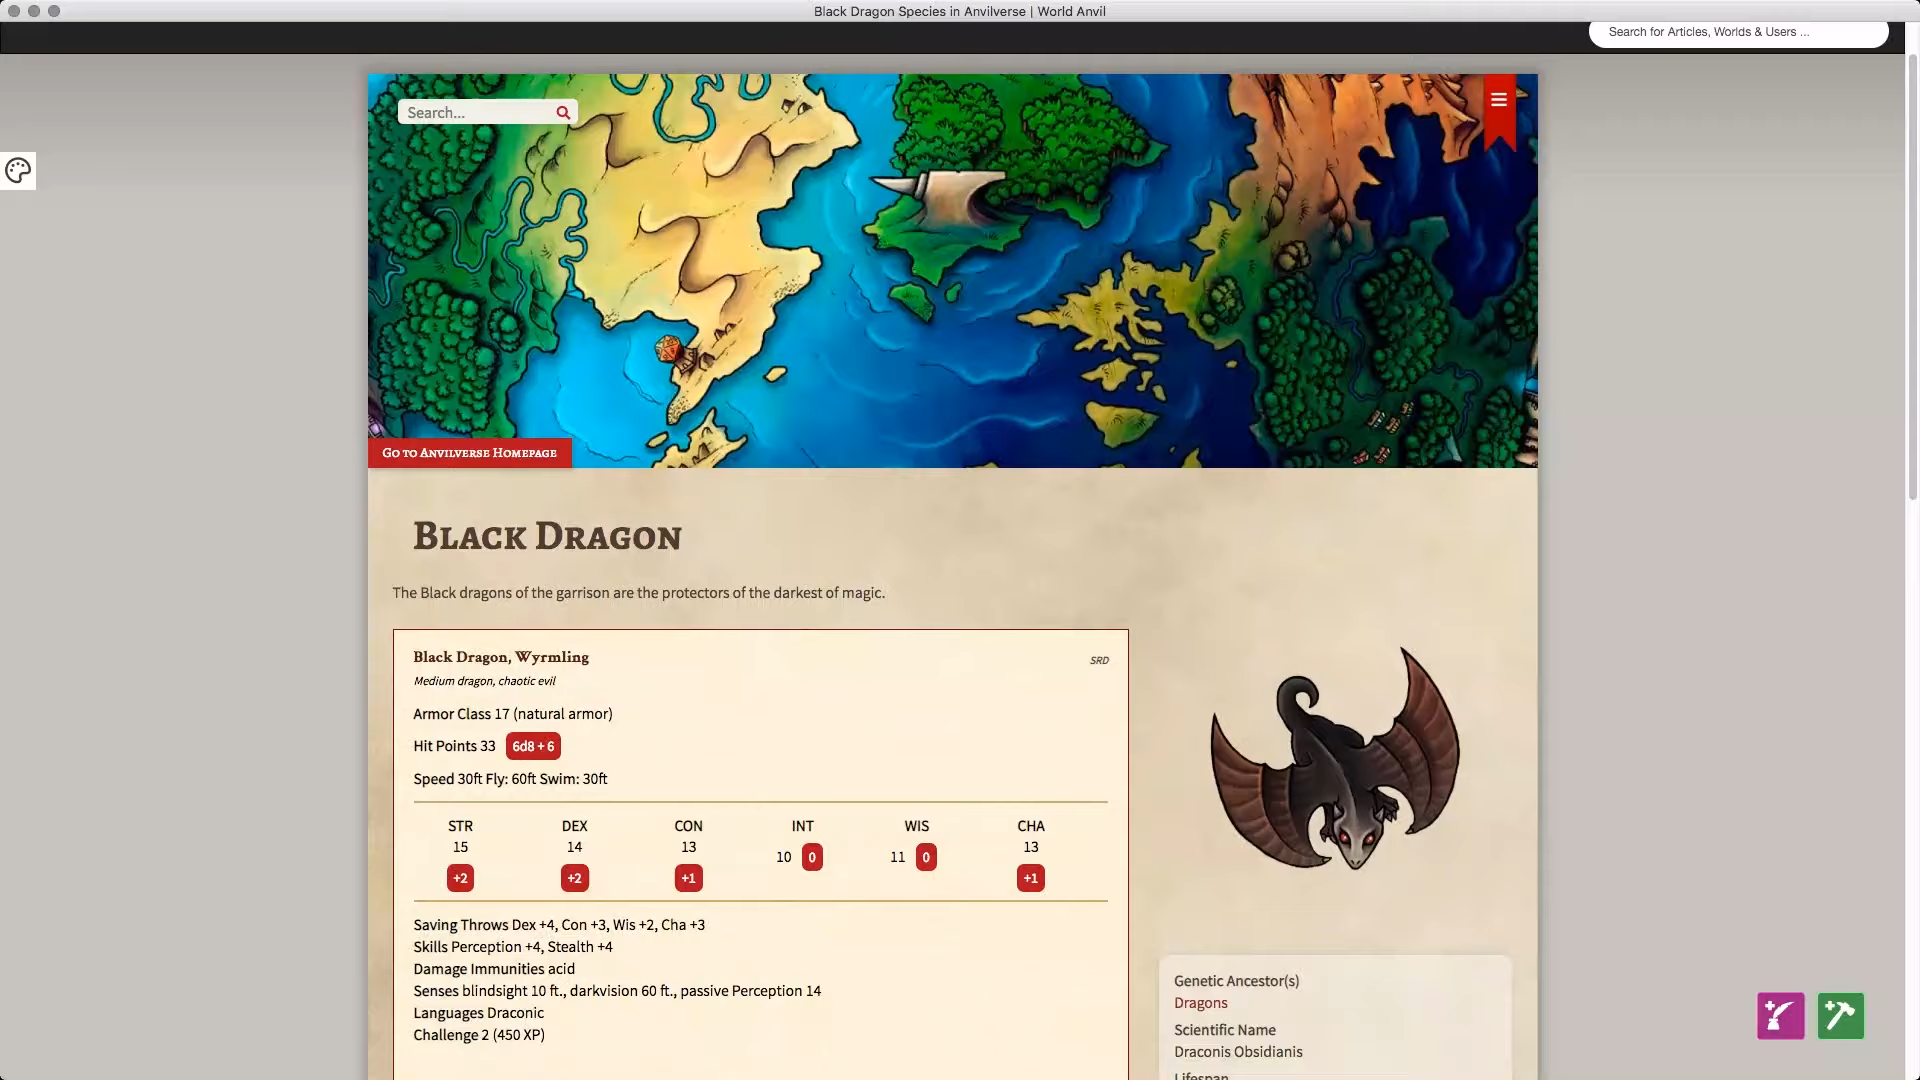 Black Dragon Species in Anvilverse | World Anvil
Search for Articles, Worlds & Users ...
Search...
Go to Anvilverse Homepage
Black Dragon
The Black dragons of the garrison are the protectors of the darkest of magic.
Black Dragon, Wyrmling
SRD
Medium dragon, chaotic evil
Armor Class 17 (natural armor)
Hit Points 33 6d8 + 6
Speed 30ft Fly: 60ft Swim: 30ft
STR DEX CON INT WIS CHA
15 14 13 10 0 11 0 13
+2 +2 +1 +1
Saving Throws Dex +4, Con +3, Wis +2, Cha +3
Skills Perception +4, Stealth +4
Damage Immunities acid
Senses blindsight 10 ft., darkvision 60 ft., passive Perception 14
Languages Draconic
Challenge 2 (450 XP)
Genetic Ancestor(s)
Dragons
Scientific Name
Draconis Obsidianis
Lifespan